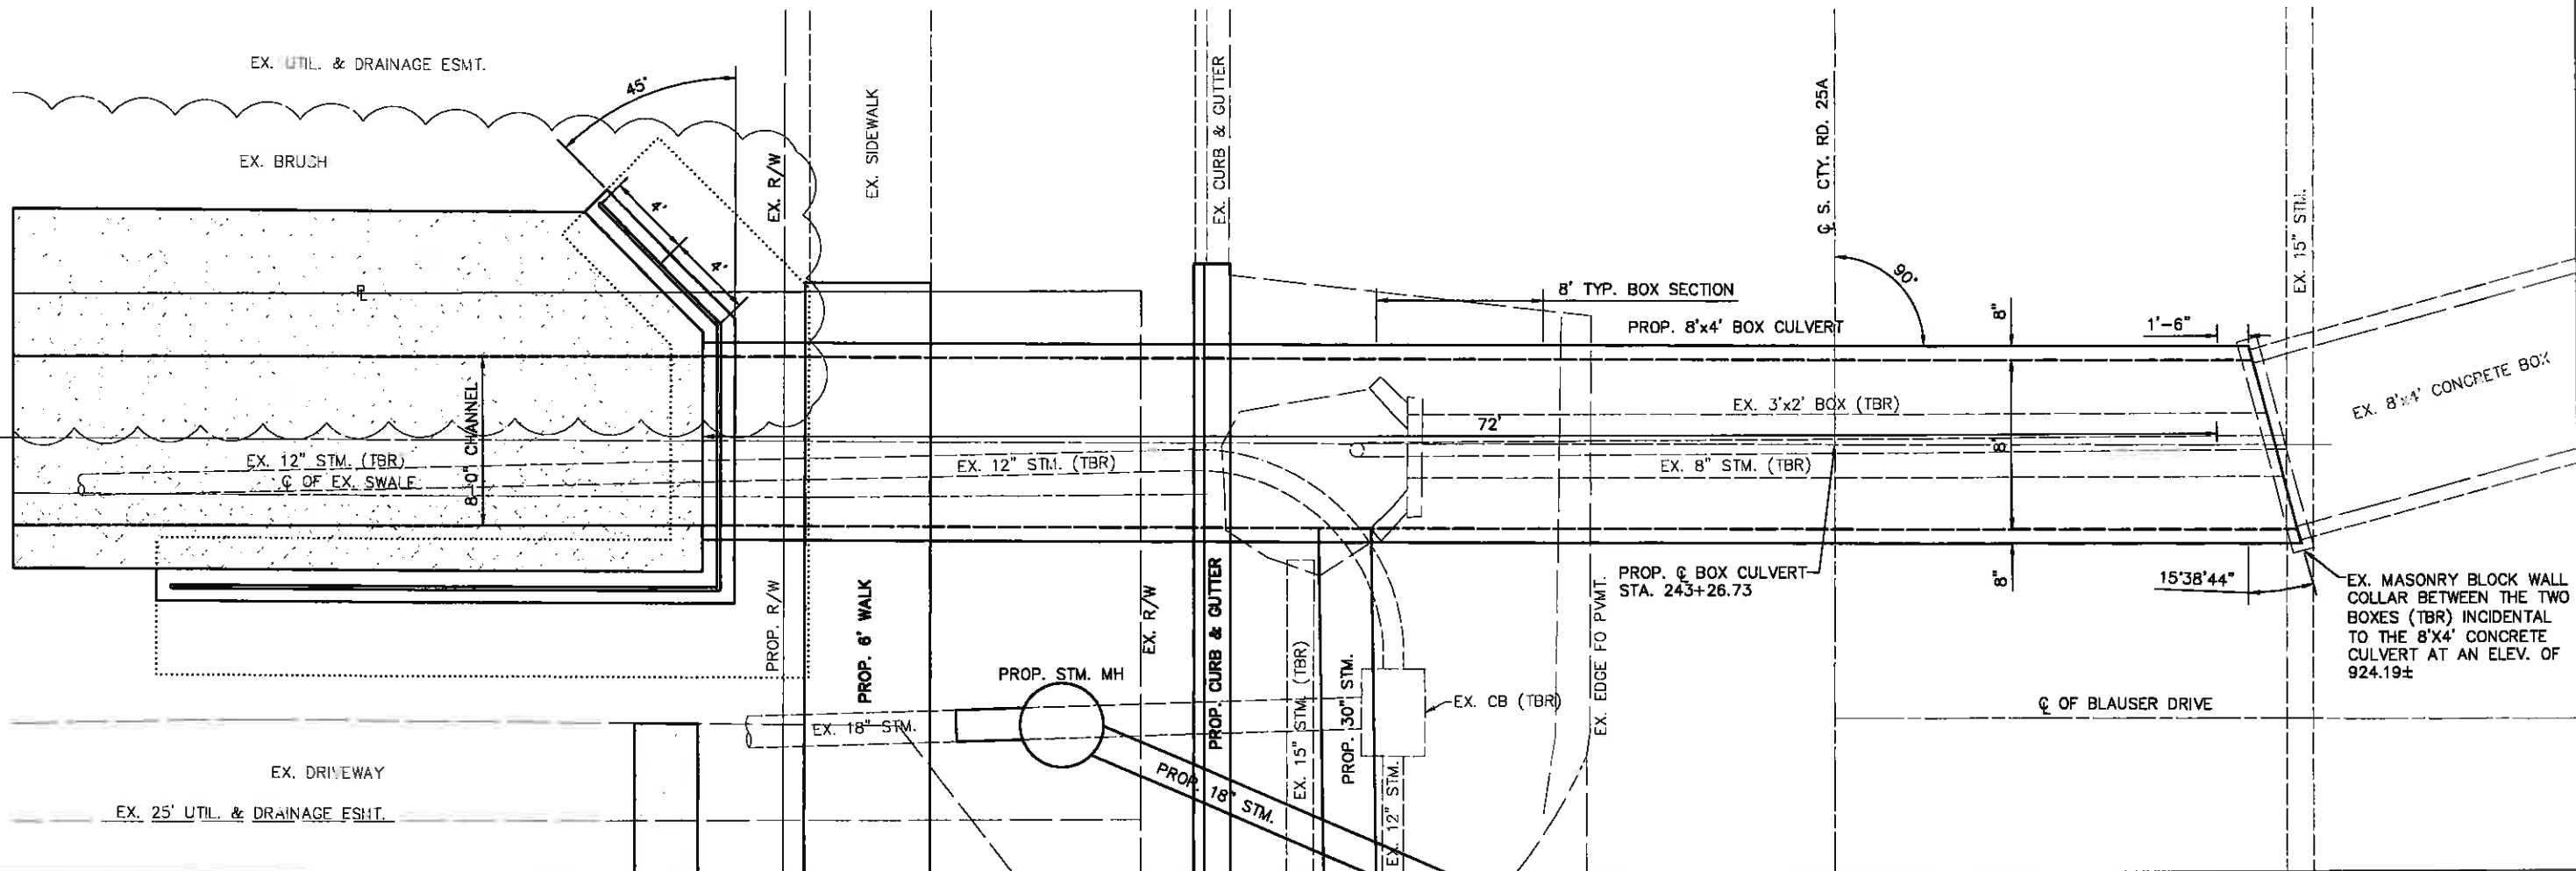 EX. UTIL. & DRAINAGE ESMT.
45°
EX. BRUSH
EX. R/W
EX. SIDEWALK
EX. CURB & GUTTER
℄ S. CTY. RD. 25A
90°
EX. 15" STM.
4'
4'
℄
8' TYP. BOX SECTION
PROP. 8'x4' BOX CULVERT
8"
1'-6"
EX. 8'x4' CONCRETE BOX
8'-0" CHANNEL
EX. 3'x2' BOX (TBR)
72'
8'
EX. 12" STM. (TBR)
℄ OF EX. SWALE
EX. 12" STM. (TBR)
EX. 8" STM. (TBR)
PROP. ℄ BOX CULVERT
STA. 243+26.73
8"
15°38'44"
EX. MASONRY BLOCK WALL
COLLAR BETWEEN THE TWO
BOXES (TBR) INCIDENTAL
TO THE 8'X4' CONCRETE
CULVERT AT AN ELEV. OF
924.19±
PROP. R/W
PROP. 6' WALK
EX. R/W
PROP. CURB & GUTTER
EX. 15" STM. (TBR)
PROP. 30" STM.
EX. 12" STM.
EX. EDGE FO PVMT.
PROP. STM. MH
EX. 18" STM.
EX. CB (TBR)
℄ OF BLAUSER DRIVE
PROP. 18" STM.
EX. DRIVEWAY
EX. 25' UTIL. & DRAINAGE ESMT.